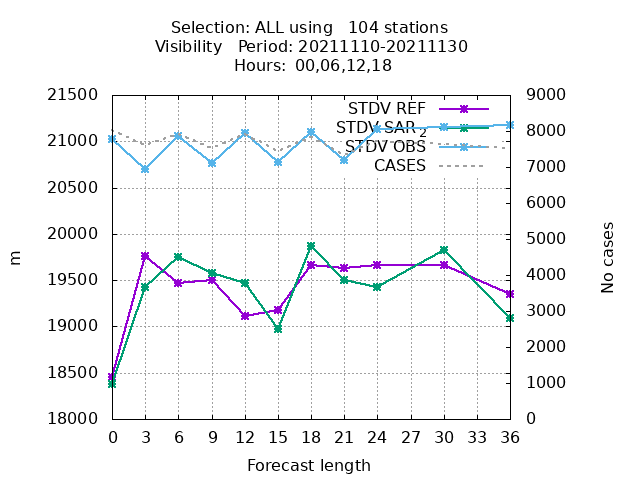 Selection: ALL using   104 stations
Visibility   Period: 20211110-20211130
Hours:  00,06,12,18
STDV REF
STDV SAR_2
STDV OBS
CASES
21500
21000
20500
20000
19500
19000
18500
18000
9000
8000
7000
6000
5000
4000
3000
2000
1000
0
m
No cases
0 3 6 9 12 15 18 21 24 27 30 33 36
Forecast length